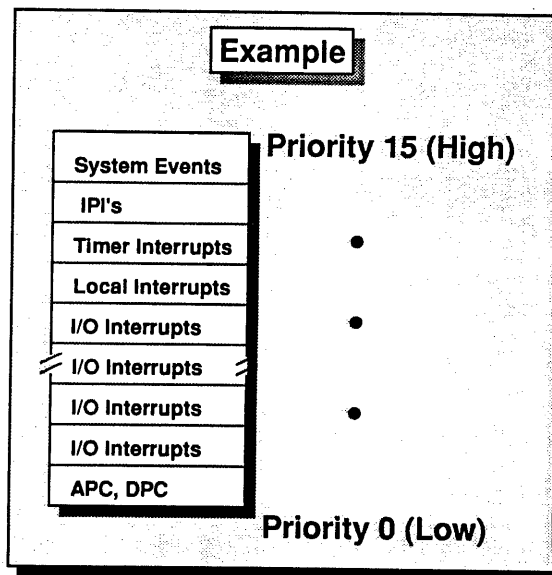 Example
Priority 15 (High)
System Events
IPI's
Timer Interrupts
Local Interrupts
I/O Interrupts
I/O Interrupts
I/O Interrupts
I/O Interrupts
APC, DPC
Priority 0 (Low)